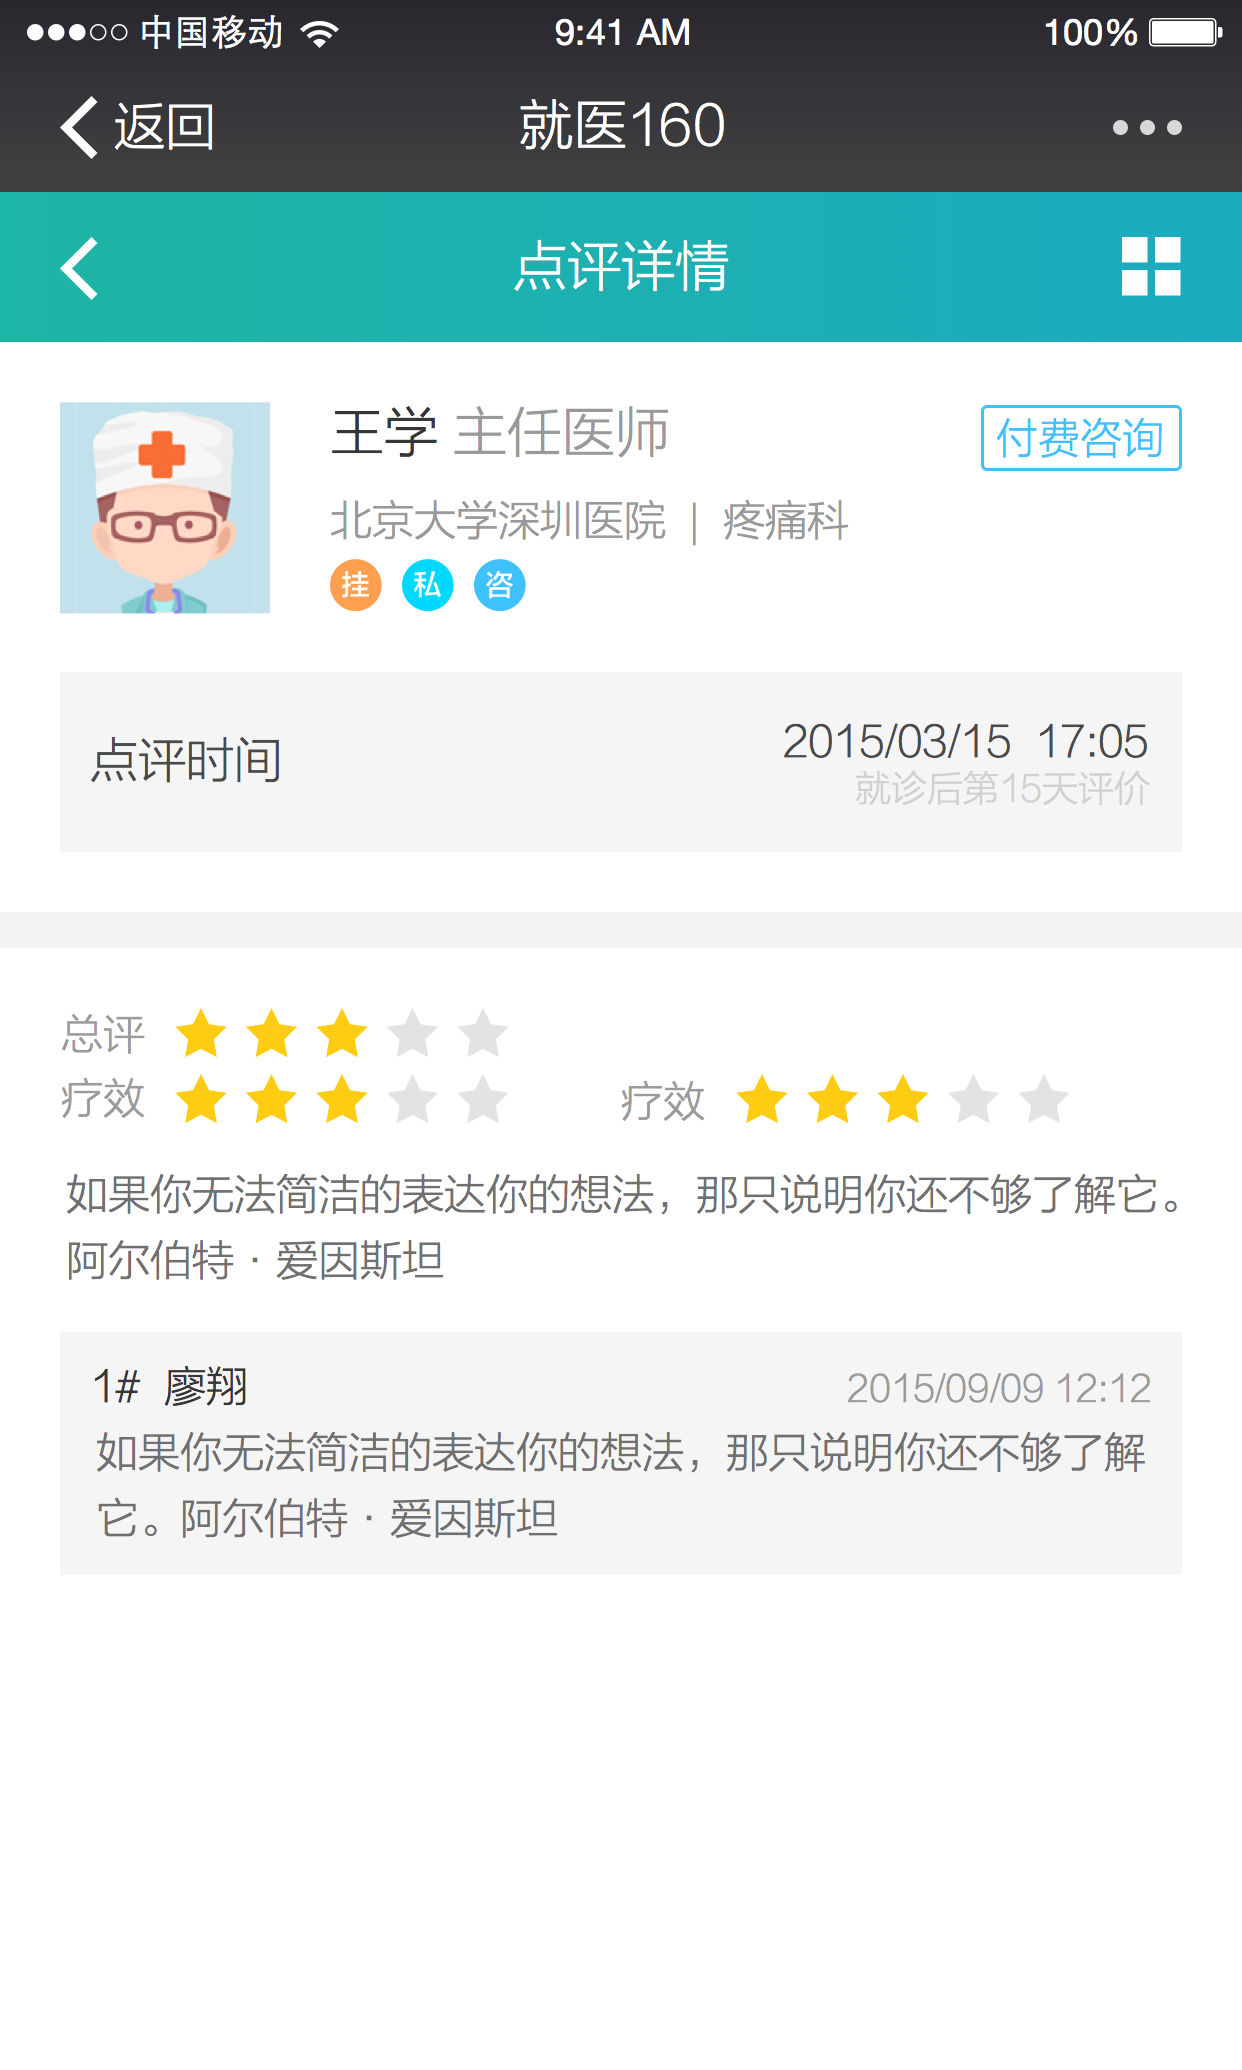 中国移动 9:41 AM 100%
返回 就医160
点评详情
王学 主任医师 付费咨询
北京大学深圳医院 | 疼痛科
挂 私 咨
点评时间 2015/03/15 17:05
就诊后第15天评价
总评
疗效 疗效
如果你无法简洁的表达你的想法，那只说明你还不够了解它。
阿尔伯特 · 爱因斯坦
1# 廖翔 2015/09/09 12:12
如果你无法简洁的表达你的想法，那只说明你还不够了解
它。阿尔伯特 · 爱因斯坦